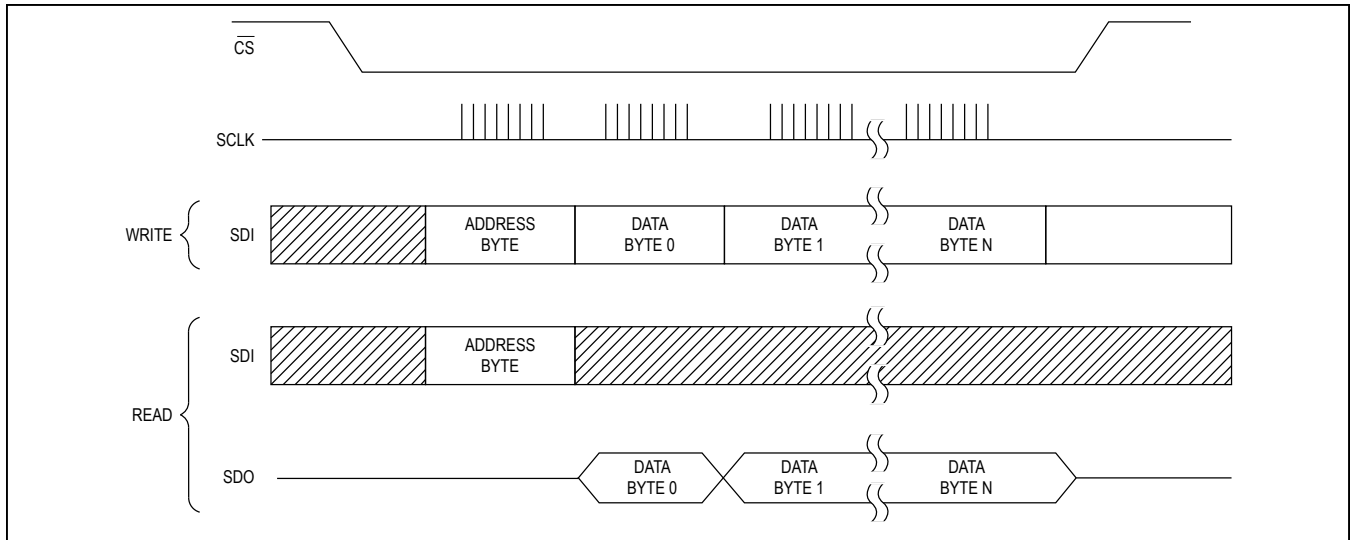 CS
SCLK
WRITE
SDI
ADDRESS
BYTE
DATA
BYTE 0
DATA
BYTE 1
DATA
BYTE N
READ
SDI
ADDRESS
BYTE
SDO
DATA
BYTE 0
DATA
BYTE 1
DATA
BYTE N